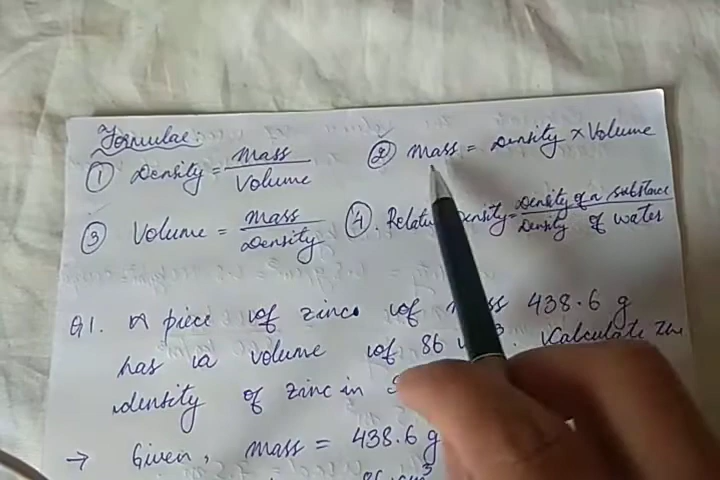 Formulae:
① Density = Mass / Volume
② Mass = Density × Volume
③ Volume = Mass / Density
④. Density = Density of a substance / Density of water
Q1. A piece of zinc of mass 438.6 g
has a volume of 86 . Calculate the
density of zinc in
→ Given, mass = 438.6 g
cm³